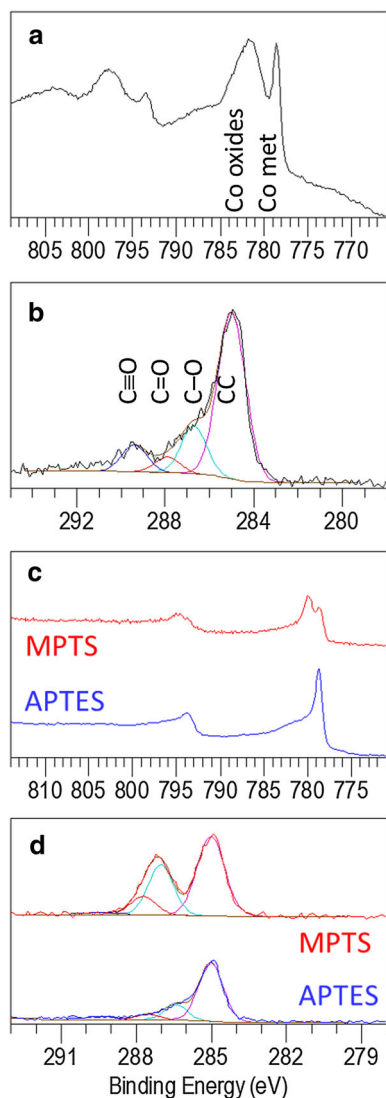 a
Co oxides
Co met
805 800 795 790 785 780 775 770
b
C≡O
C=O
C–O
CC
292 288 284 280
c
MPTS
APTES
810 805 800 795 790 785 780 775
d
MPTS
APTES
291 288 285 282 279
Binding Energy (eV)